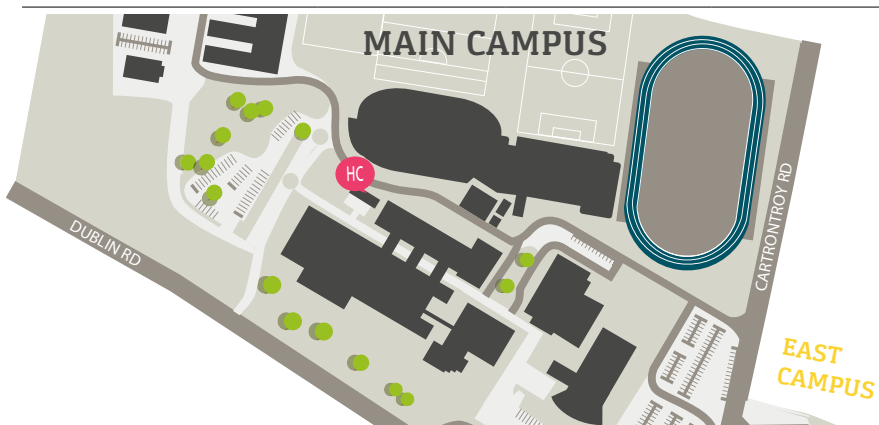 MAIN CAMPUS
HC
DUBLIN RD
CARTRONTROY RD
EAST
CAMPUS